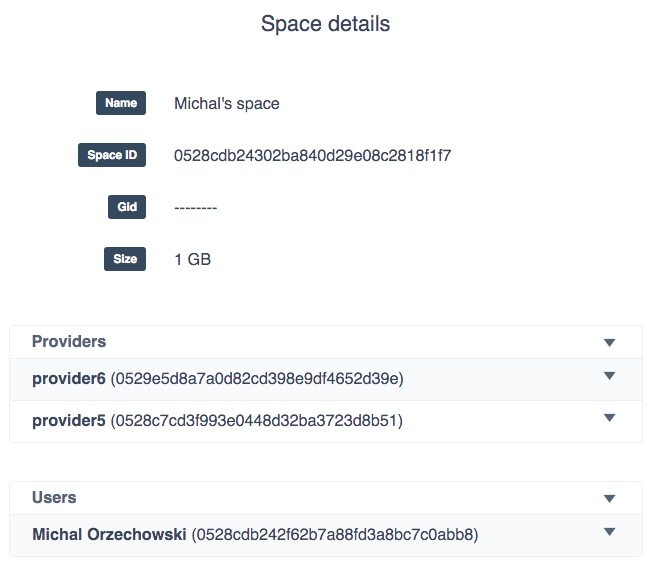 Space details
Name Michal's space
Space ID 0528cdb24302ba840d29e08c2818f1f7
Gid --------
Size 1 GB
Providers
provider6 (0529e5d8a7a0d82cd398e9df4652d39e)
provider5 (0528c7cd3f993e0448d32ba3723d8b51)
Users
Michal Orzechowski (0528cdb242f62b7a88fd3a8bc7c0abb8)